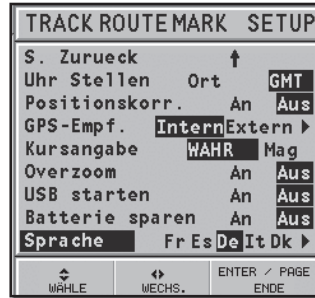 TRACK ROUTE MARK SETUP
S. Zurueck
Uhr Stellen Ort GMT
Positionskorr. An Aus
GPS-Empf. Intern Extern
Kursangabe WAHR Mag
Overzoom An Aus
USB starten An Aus
Batterie sparen An Aus
Sprache Fr Es De It Dk
WÄHLE WECHS. ENTER / PAGE
ENDE